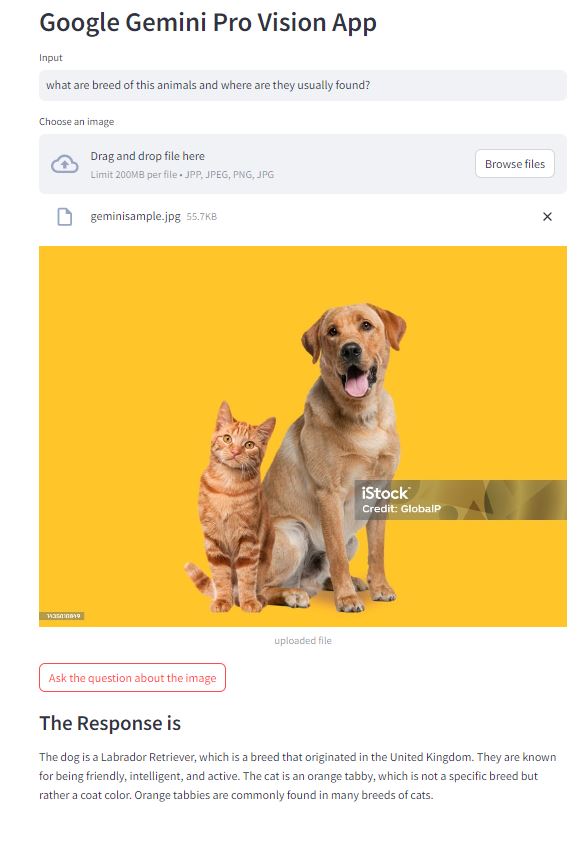 Google Gemini Pro Vision App
Input
what are breed of this animals and where are they usually found?
Choose an image
Drag and drop file here
Limit 200MB per file • JPP, JPEG, PNG, JPG
Browse files
geminisample.jpg 55.7KB
iStock
Credit: GlobalP
1435010849
uploaded file
Ask the question about the image
The Response is
The dog is a Labrador Retriever, which is a breed that originated in the United Kingdom. They are known
for being friendly, intelligent, and active. The cat is an orange tabby, which is not a specific breed but
rather a coat color. Orange tabbies are commonly found in many breeds of cats.